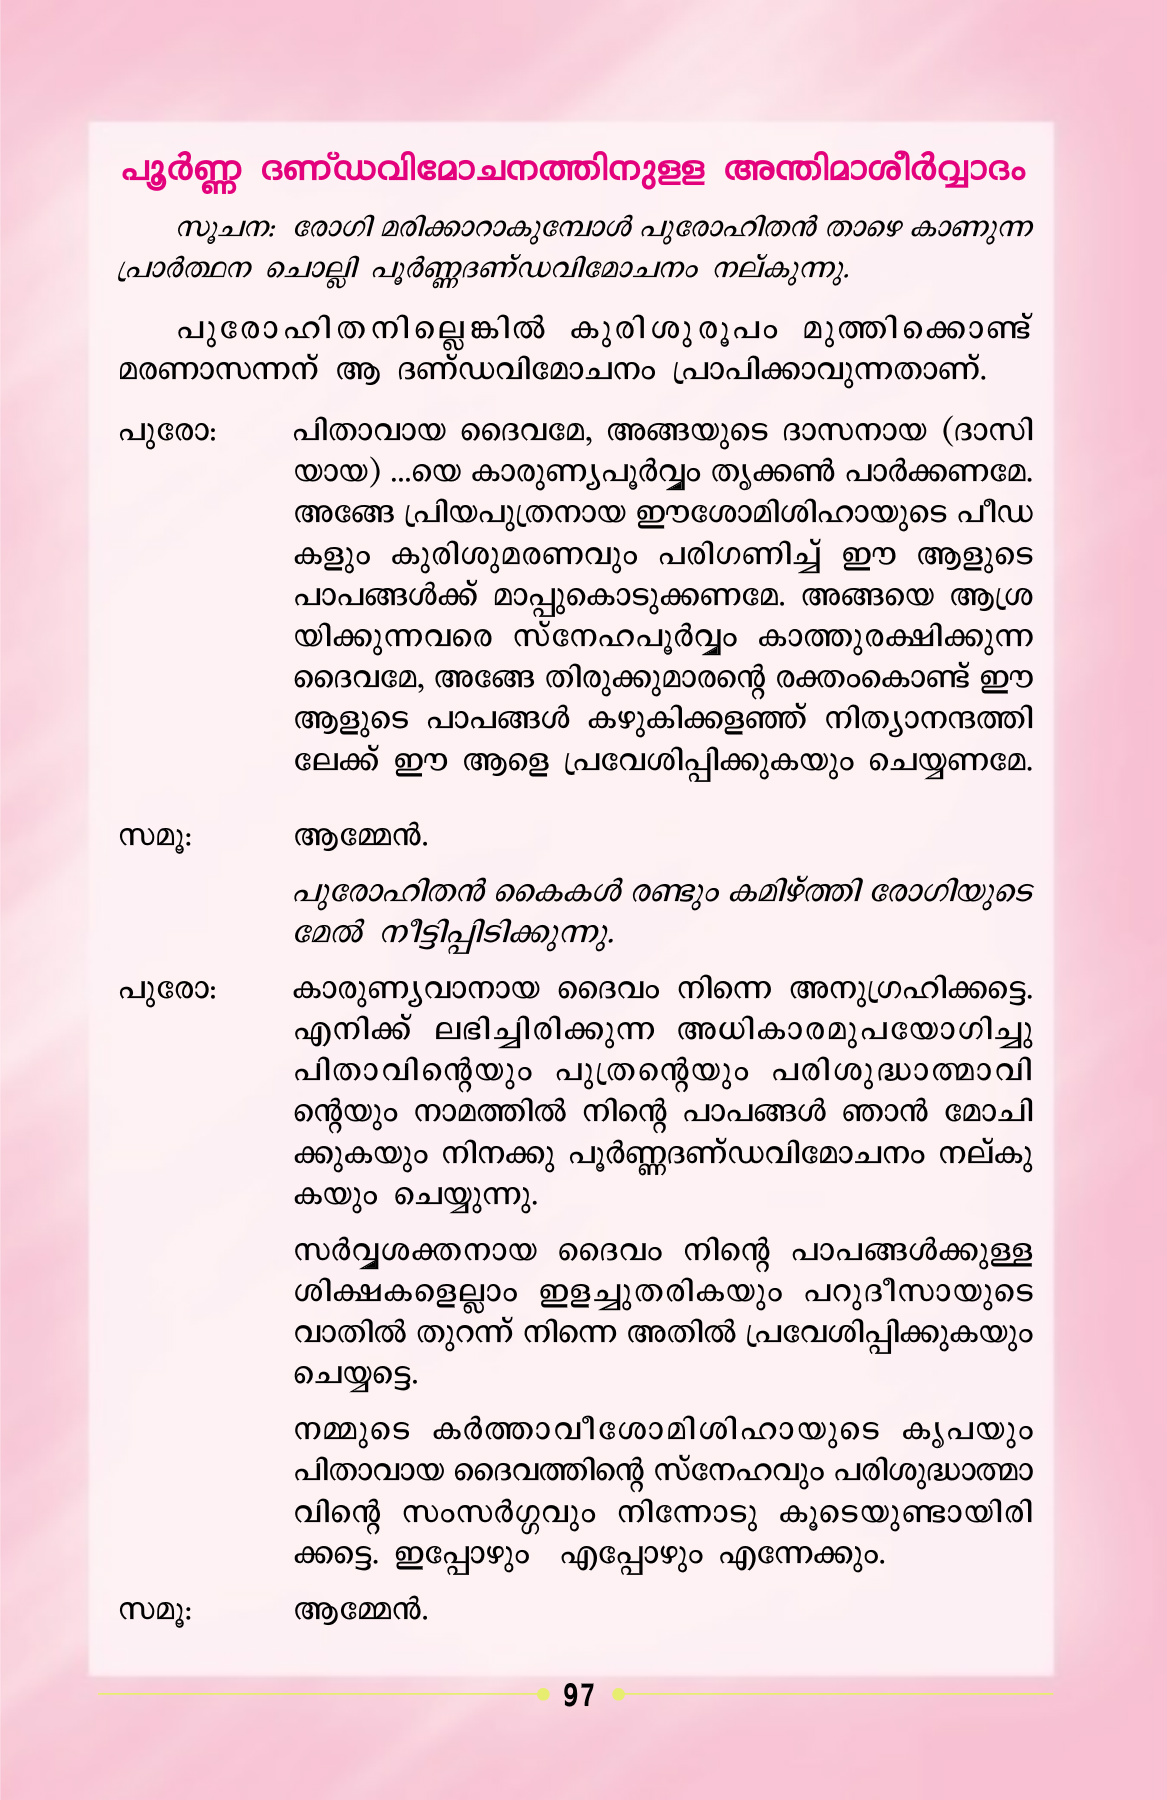 പൂർണ്ണ ദണ്ഡവിമോചനത്തിനുളള അന്തിമാശീർവ്വാദം
സൂചന: രോഗി മരിക്കാറാകുമ്പോൾ പുരോഹിതൻ താഴെ കാണുന്ന
പ്രാർത്ഥന ചൊല്ലി പൂർണ്ണദണ്ഡവിമോചനം നല്കുന്നു.
പുരോഹിതനില്ലെങ്കിൽ കുരിശുരൂപം മുത്തിക്കൊണ്ട്
മരണാസന്നന് ആ ദണ്ഡവിമോചനം പ്രാപിക്കാവുന്നതാണ്.
പുരോ: പിതാവായ ദൈവമേ, അങ്ങയുടെ ദാസനായ (ദാസി
യായ) ...യെ കാരുണ്യപൂർവ്വം തൃക്കൺ പാർക്കണമേ.
അങ്ങേ പ്രിയപുത്രനായ ഈശോമിശിഹായുടെ പീഡ
കളും കുരിശുമരണവും പരിഗണിച്ച് ഈ ആളുടെ
പാപങ്ങൾക്ക് മാപ്പുകൊടുക്കണമേ. അങ്ങയെ ആശ്ര
യിക്കുന്നവരെ സ്നേഹപൂർവ്വം കാത്തുരക്ഷിക്കുന്ന
ദൈവമേ, അങ്ങേ തിരുക്കുമാരന്റെ രക്തംകൊണ്ട് ഈ
ആളുടെ പാപങ്ങൾ കഴുകിക്കളഞ്ഞ് നിത്യാനന്ദത്തി
ലേക്ക് ഈ ആളെ പ്രവേശിപ്പിക്കുകയും ചെയ്യണമേ.
സമൂ: ആമ്മേൻ.
പുരോഹിതൻ കൈകൾ രണ്ടും കമിഴ്ത്തി രോഗിയുടെ
മേൽ നീട്ടിപ്പിടിക്കുന്നു.
പുരോ: കാരുണ്യവാനായ ദൈവം നിന്നെ അനുഗ്രഹിക്കട്ടെ.
എനിക്ക് ലഭിച്ചിരിക്കുന്ന അധികാരമുപയോഗിച്ചു
പിതാവിന്റെയും പുത്രന്റെയും പരിശുദ്ധാത്മാവി
ന്റെയും നാമത്തിൽ നിന്റെ പാപങ്ങൾ ഞാൻ മോചി
ക്കുകയും നിനക്കു പൂർണ്ണദണ്ഡവിമോചനം നല്കു
കയും ചെയ്യുന്നു.
സർവ്വശക്തനായ ദൈവം നിന്റെ പാപങ്ങൾക്കുള്ള
ശിക്ഷകളെല്ലാം ഇളച്ചുതരികയും പറുദീസായുടെ
വാതിൽ തുറന്ന് നിന്നെ അതിൽ പ്രവേശിപ്പിക്കുകയും
ചെയ്യട്ടെ.
നമ്മുടെ കർത്താവീശോമിശിഹായുടെ കൃപയും
പിതാവായ ദൈവത്തിന്റെ സ്നേഹവും പരിശുദ്ധാത്മാ
വിന്റെ സംസർഗ്ഗവും നിന്നോടു കൂടെയുണ്ടായിരി
ക്കട്ടെ. ഇപ്പോഴും എപ്പോഴും എന്നേക്കും.
സമൂ: ആമ്മേൻ.
97